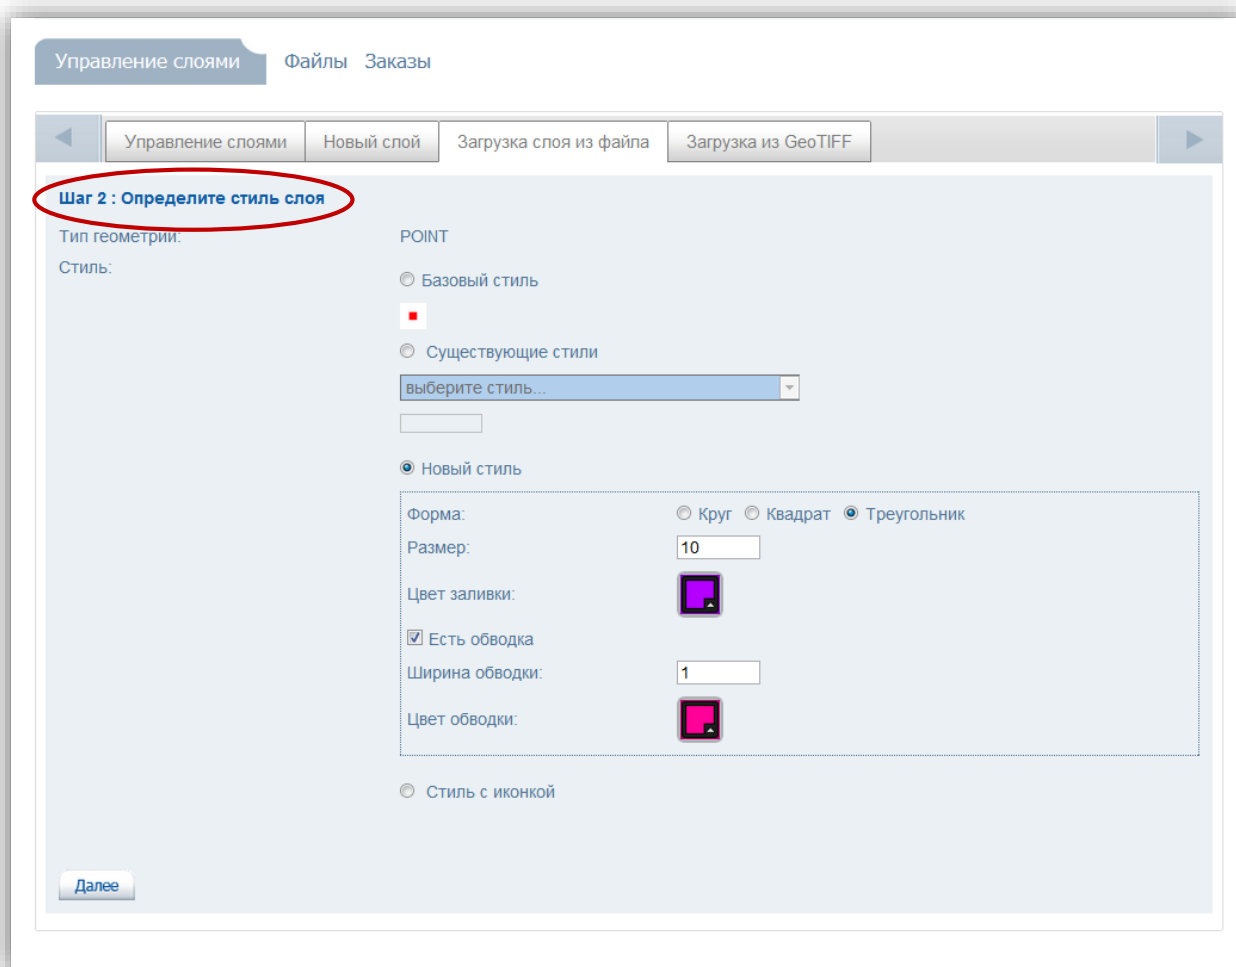 Управление слоями Файлы Заказы
Управление слоями Новый слой Загрузка слоя из файла Загрузка из GeoTIFF
Шаг 2 : Определите стиль слоя
Тип геометрии: POINT
Стиль:
Базовый стиль
Существующие стили
выберите стиль...
Новый стиль
Форма: Круг Квадрат Треугольник
Размер: 10
Цвет заливки:
Есть обводка
Ширина обводки: 1
Цвет обводки:
Стиль с иконкой
Далее